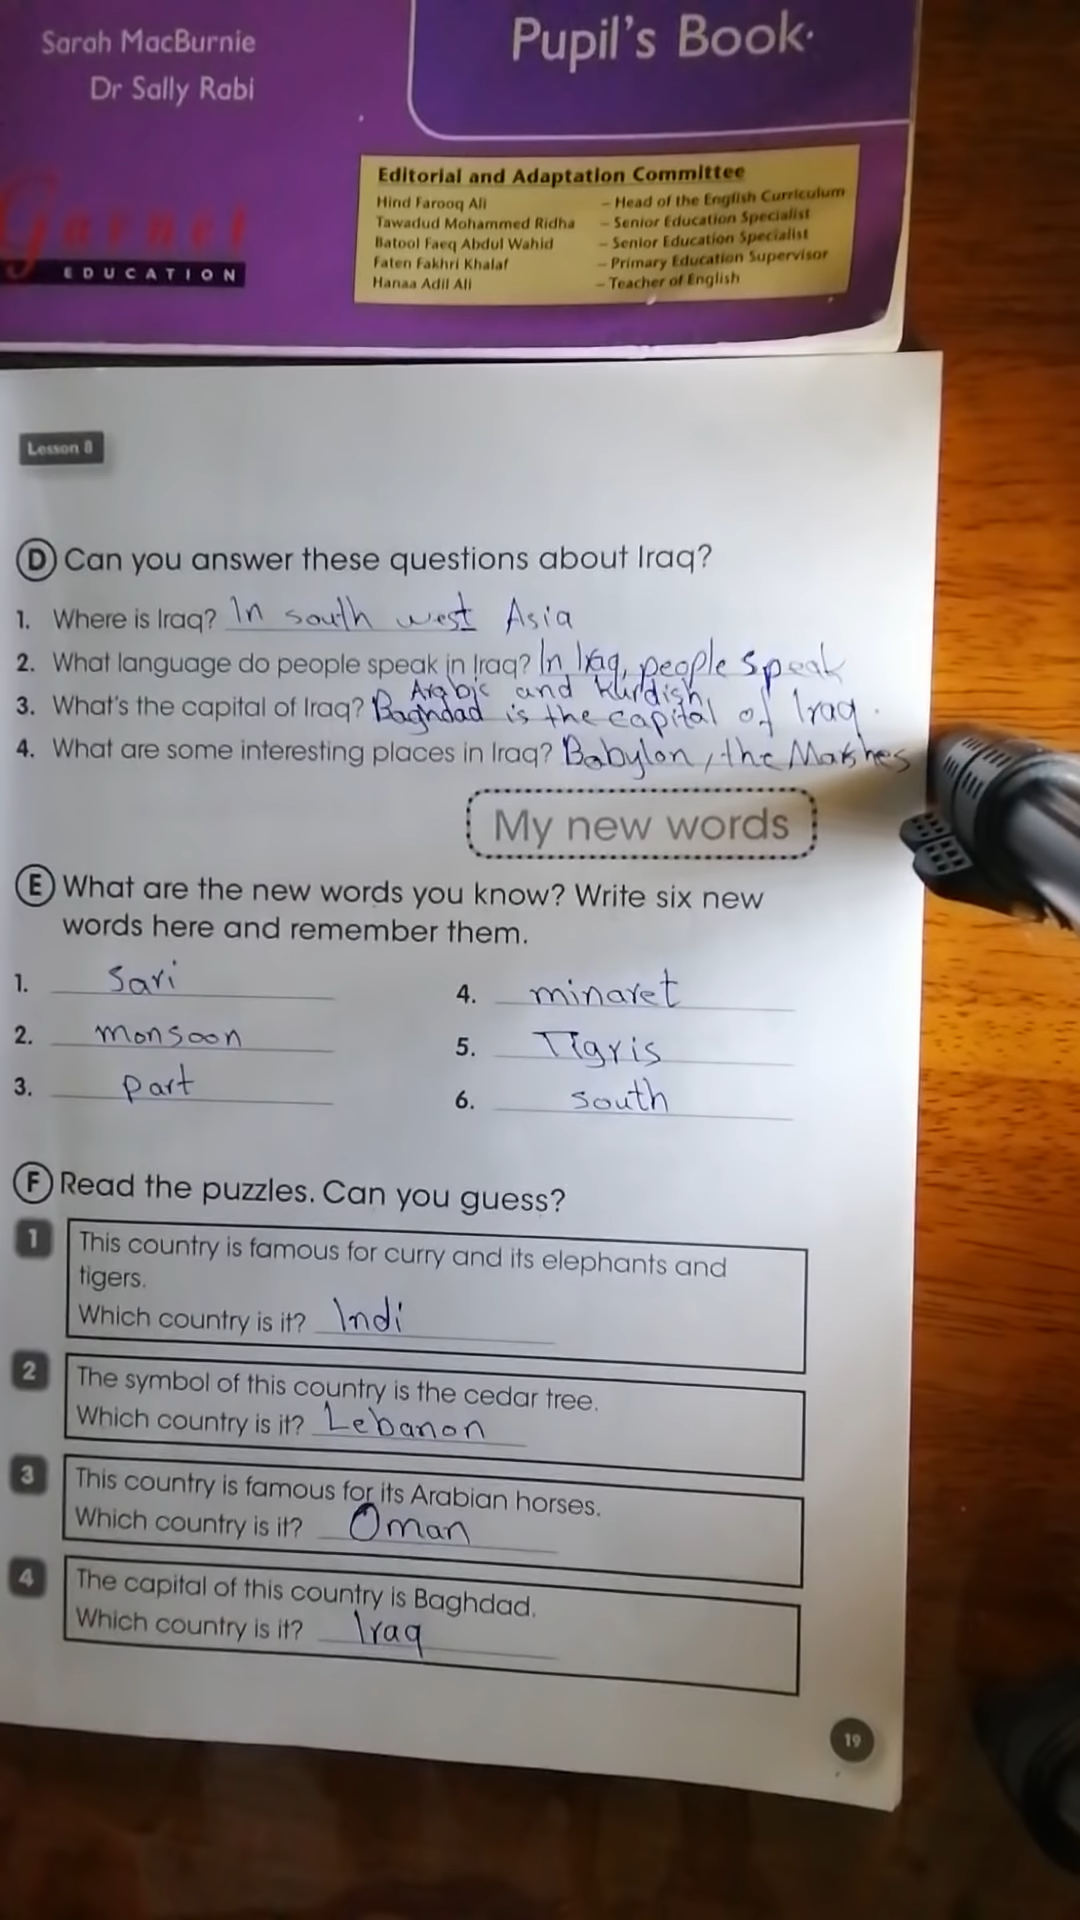 Sarah MacBurnie
Dr Sally Rabi
Pupil's Book
Garnet
EDUCATION
Editorial and Adaptation Committee
Hind Farooq Ali – Head of the English Curriculum
Tawadud Mohammed Ridha – Senior Education Specialist
Batool Faeq Abdul Wahid – Senior Education Specialist
Faten Fakhri Khalaf – Primary Education Supervisor
Hanaa Adil Ali – Teacher of English
Lesson 8
D Can you answer these questions about Iraq?
1. Where is Iraq? In south west Asia
2. What language do people speak in Iraq? In Iraq, people speak
Arabic and Kurdish.
3. What's the capital of Iraq? Baghdad is the capital of Iraq.
4. What are some interesting places in Iraq? Babylon, the Marshes
My new words
E What are the new words you know? Write six new
words here and remember them.
1. Sari
2. monsoon
3. part
4. minaret
5. Tigris
6. south
F Read the puzzles. Can you guess?
1 This country is famous for curry and its elephants and
tigers.
Which country is it? Indi
2 The symbol of this country is the cedar tree.
Which country is it? Lebanon
3 This country is famous for its Arabian horses.
Which country is it? Oman
4 The capital of this country is Baghdad.
Which country is it? Iraq
19